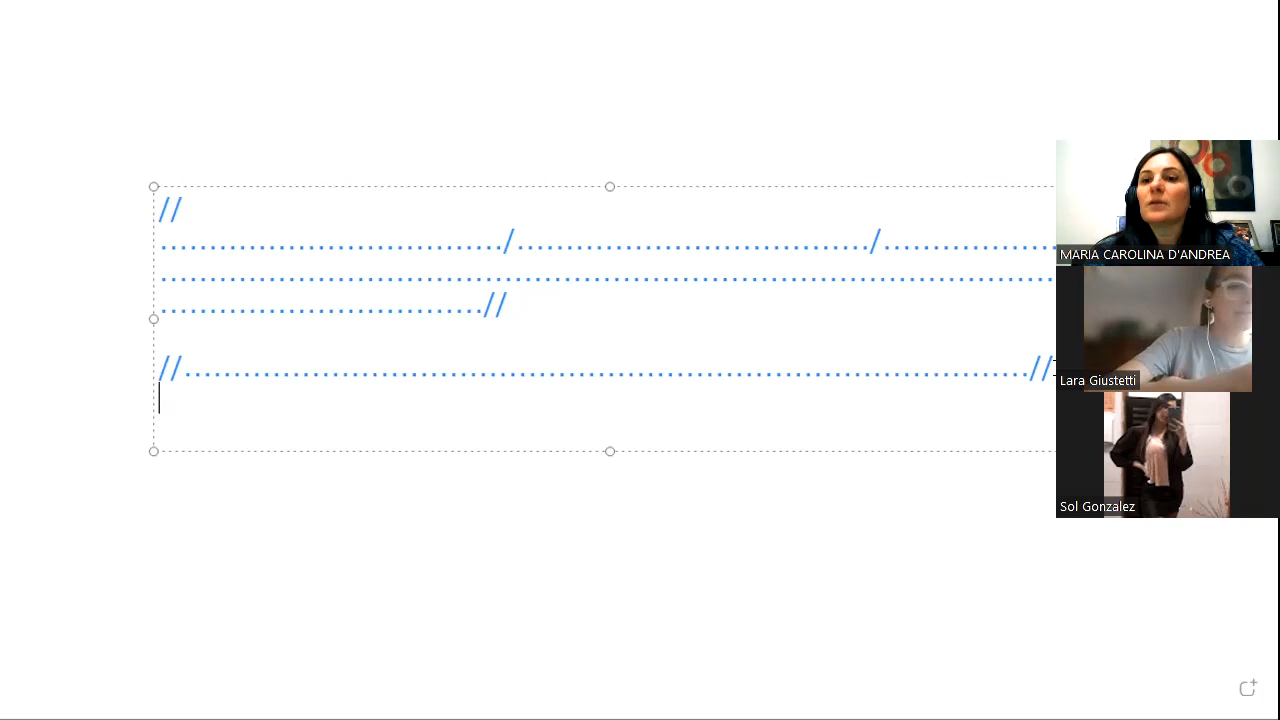 //
............................/............................./..............
.........................................................................
..........................//
//.....................................................................//
MARIA CAROLINA D'ANDREA
Lara Giustetti
Sol Gonzalez